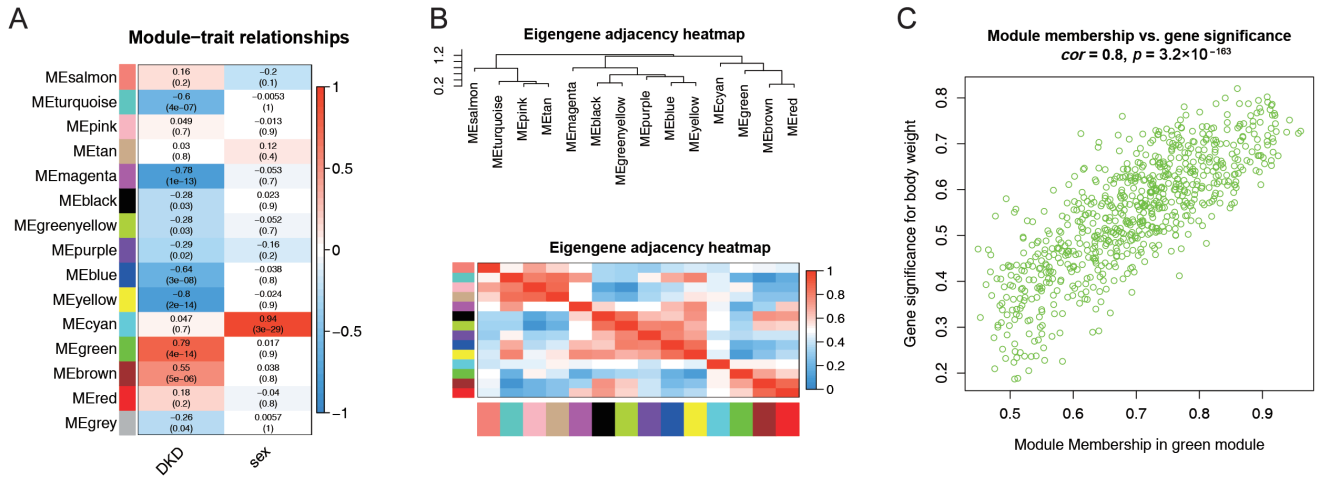 A
Module−trait relationships
MEsalmon
0.16
(0.2)
−0.2
(0.1)
MEturquoise
−0.6
(4e−07)
−0.0053
(1)
MEpink
0.049
(0.7)
−0.013
(0.9)
MEtan
0.03
(0.8)
0.12
(0.4)
MEmagenta
−0.78
(1e−13)
−0.053
(0.7)
MEblack
−0.28
(0.03)
0.023
(0.9)
MEgreenyellow
−0.28
(0.03)
−0.052
(0.7)
MEpurple
−0.29
(0.02)
−0.16
(0.2)
MEblue
−0.64
(3e−08)
−0.038
(0.8)
MEyellow
−0.8
(2e−14)
−0.024
(0.9)
MEcyan
0.047
(0.7)
0.94
(3e−29)
MEgreen
0.79
(4e−14)
0.017
(0.9)
MEbrown
0.55
(5e−06)
0.038
(0.8)
MEred
0.18
(0.2)
−0.04
(0.8)
MEgrey
−0.26
(0.04)
0.0057
(1)
DKD
sex
1
0.5
0
−0.5
−1
B
Eigengene adjacency heatmap
1.2
0.2
MEsalmon
MEturquoise
MEpink
MEtan
MEmagenta
MEblack
MEgreenyellow
MEpurple
MEblue
MEyellow
MEcyan
MEgreen
MEbrown
MEred
Eigengene adjacency heatmap
1
0.8
0.6
0.4
0.2
0
C
Module membership vs. gene significance
cor = 0.8, p = 3.2×10⁻¹⁶³
Gene significance for body weight
0.8
0.7
0.6
0.5
0.4
0.3
0.2
0.5
0.6
0.7
0.8
0.9
Module Membership in green module